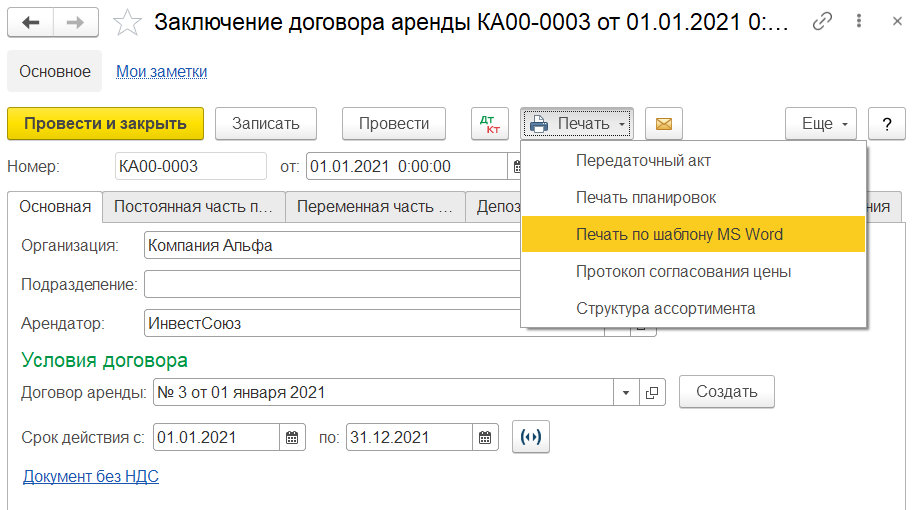 Заключение договора аренды КА00-0003 от 01.01.2021 0:...
Основное Мои заметки
Провести и закрыть Записать Провести Дт Кт Печать Еще ?
Номер: КА00-0003 от: 01.01.2021 0:00:00
Передаточный акт
Печать планировок
Печать по шаблону MS Word
Протокол согласования цены
Структура ассортимента
Основная Постоянная часть п... Переменная часть ... Депоз
Организация: Компания Альфа
Подразделение:
Арендатор: ИнвестСоюз
Условия договора
Договор аренды: № 3 от 01 января 2021 Создать
Срок действия с: 01.01.2021 по: 31.12.2021
Документ без НДС